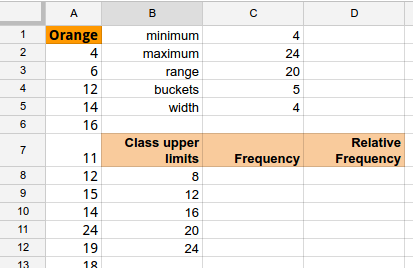 A B C D
1 Orange minimum 4
2 4 maximum 24
3 6 range 20
4 12 buckets 5
5 14 width 4
6 16
Class upper Relative
7 11 limits Frequency Frequency
8 12 8
9 15 12
10 14 16
11 24 20
12 19 24
13 18